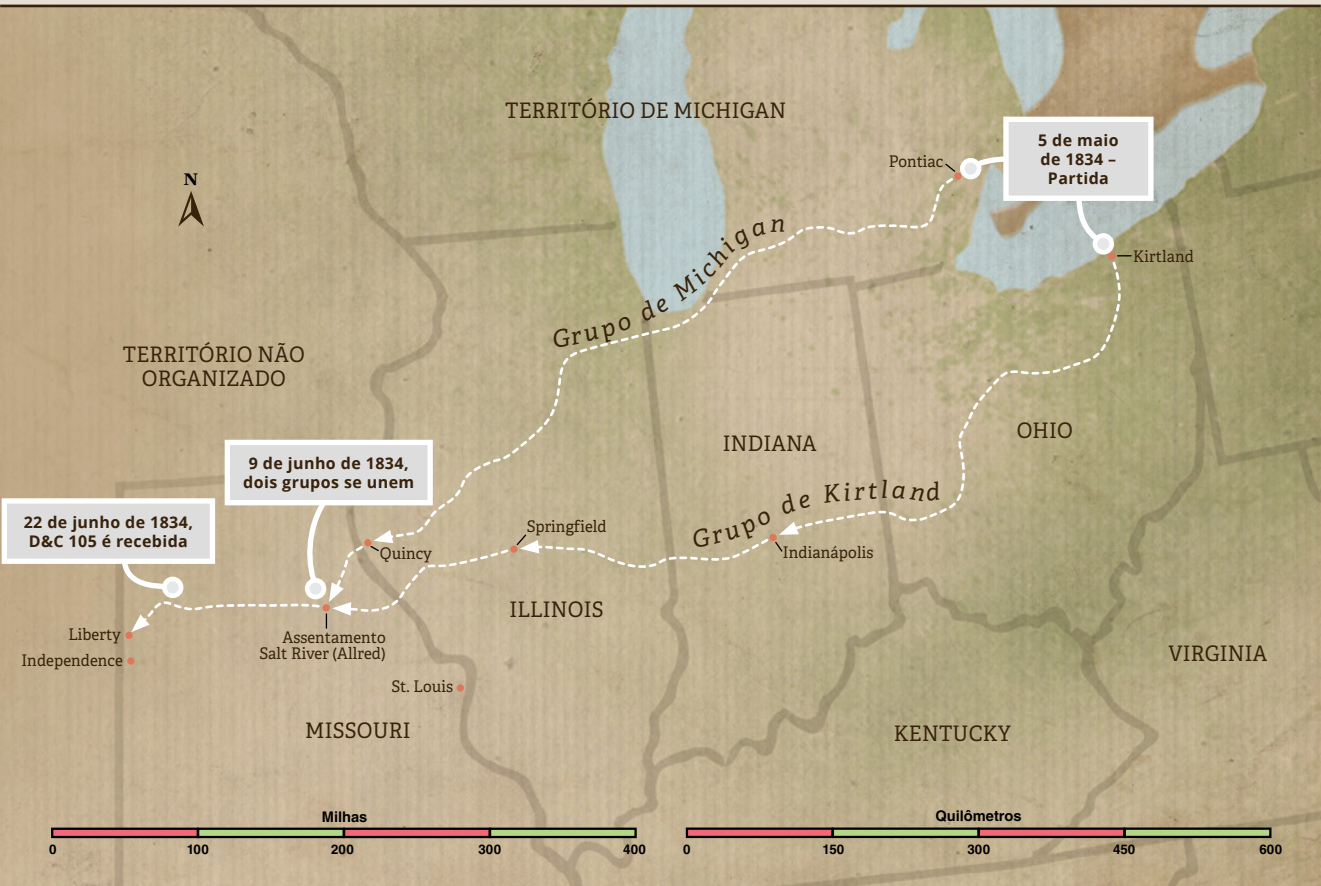 TERRITÓRIO DE MICHIGAN
5 de maio
de 1834 –
Partida
Pontiac
N
Grupo de Michigan
Kirtland
TERRITÓRIO NÃO
ORGANIZADO
INDIANA
OHIO
9 de junho de 1834,
dois grupos se unem
Grupo de Kirtland
22 de junho de 1834,
D&C 105 é recebida
Springfield
Quincy
Indianápolis
ILLINOIS
Liberty
Assentamento
Salt River (Allred)
Independence
VIRGINIA
St. Louis
MISSOURI
KENTUCKY
Milhas
0 100 200 300 400
Quilômetros
0 150 300 450 600